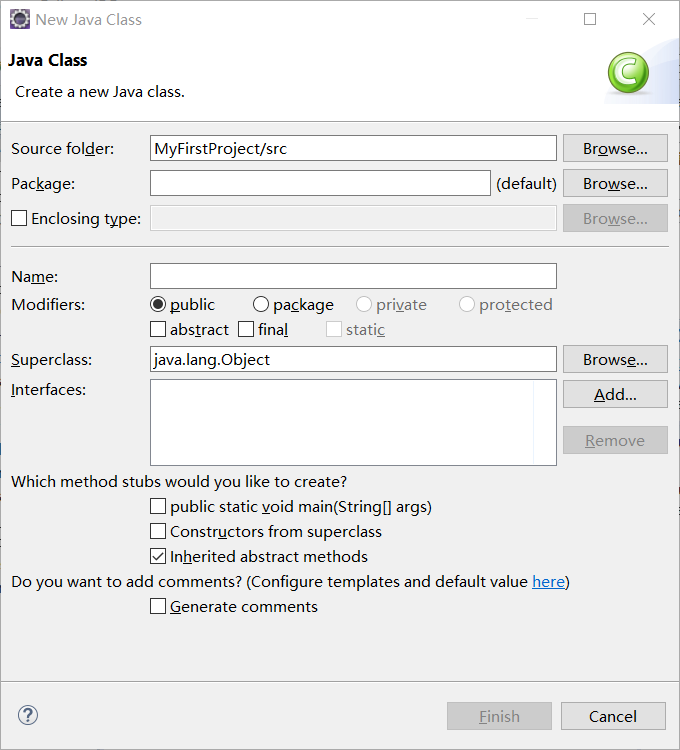 New Java Class
Java Class
Create a new Java class.
Source folder: MyFirstProject/src Browse...
Package: (default) Browse...
Enclosing type: Browse...
Name:
Modifiers: public package private protected
abstract final static
Superclass: java.lang.Object Browse...
Interfaces: Add...
Remove
Which method stubs would you like to create?
public static void main(String[] args)
Constructors from superclass
Inherited abstract methods
Do you want to add comments? (Configure templates and default value here)
Generate comments
? Finish Cancel